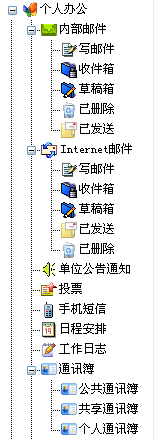 个人办公
内部邮件
写邮件
收件箱
草稿箱
已删除
已发送
Internet邮件
写邮件
收件箱
草稿箱
已发送
已删除
单位公告通知
投票
手机短信
日程安排
工作日志
通讯簿
公共通讯簿
共享通讯簿
个人通讯簿